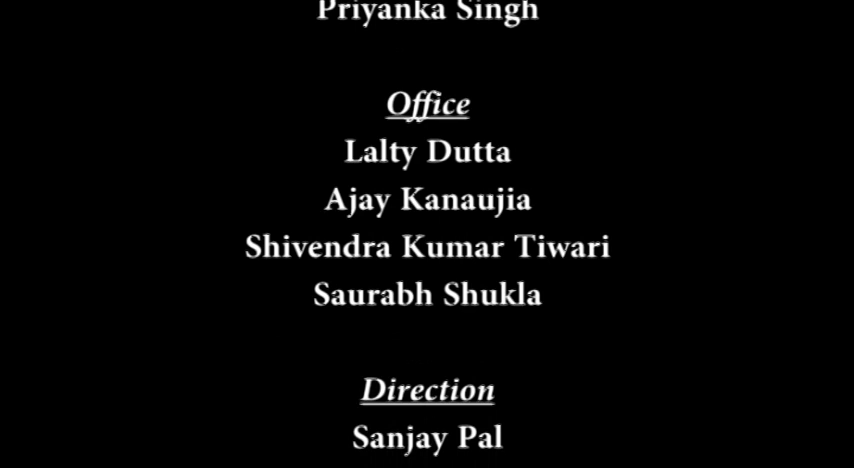 Priyanka Singh
Office
Lalty Dutta
Ajay Kanaujia
Shivendra Kumar Tiwari
Saurabh Shukla
Direction
Sanjay Pal